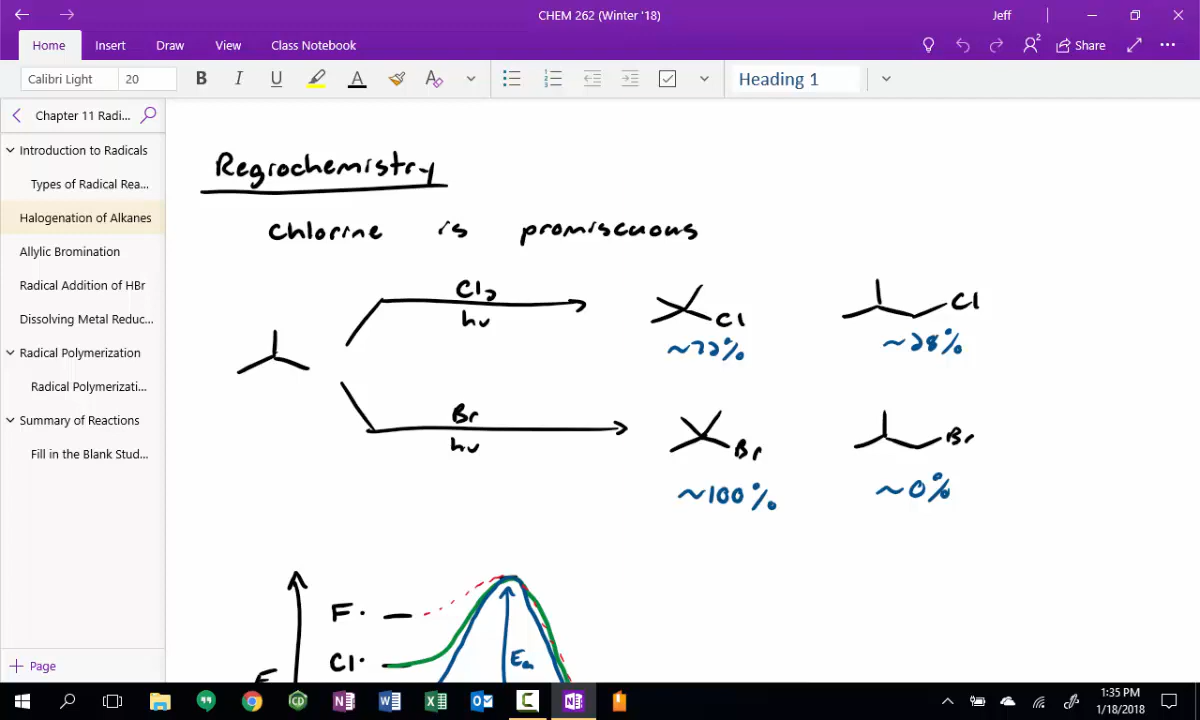 CHEM 262 (Winter '18)
Jeff
Home Insert Draw View Class Notebook
Share
Calibri Light 20 B I U A A Heading 1
Chapter 11 Radi...
Introduction to Radicals
Types of Radical Rea...
Halogenation of Alkanes
Allylic Bromination
Radical Addition of HBr
Dissolving Metal Reduc...
Radical Polymerization
Radical Polymerizati...
Summary of Reactions
Fill in the Blank Stud...
+ Page
Regiochemistry
Chlorine is promiscuous
Cl2
hν
Cl
~72%
Cl
~28%
Br
hν
Br
~100%
Br
~0%
F·
Cl·
E
Ea
1:35 PM
1/18/2018